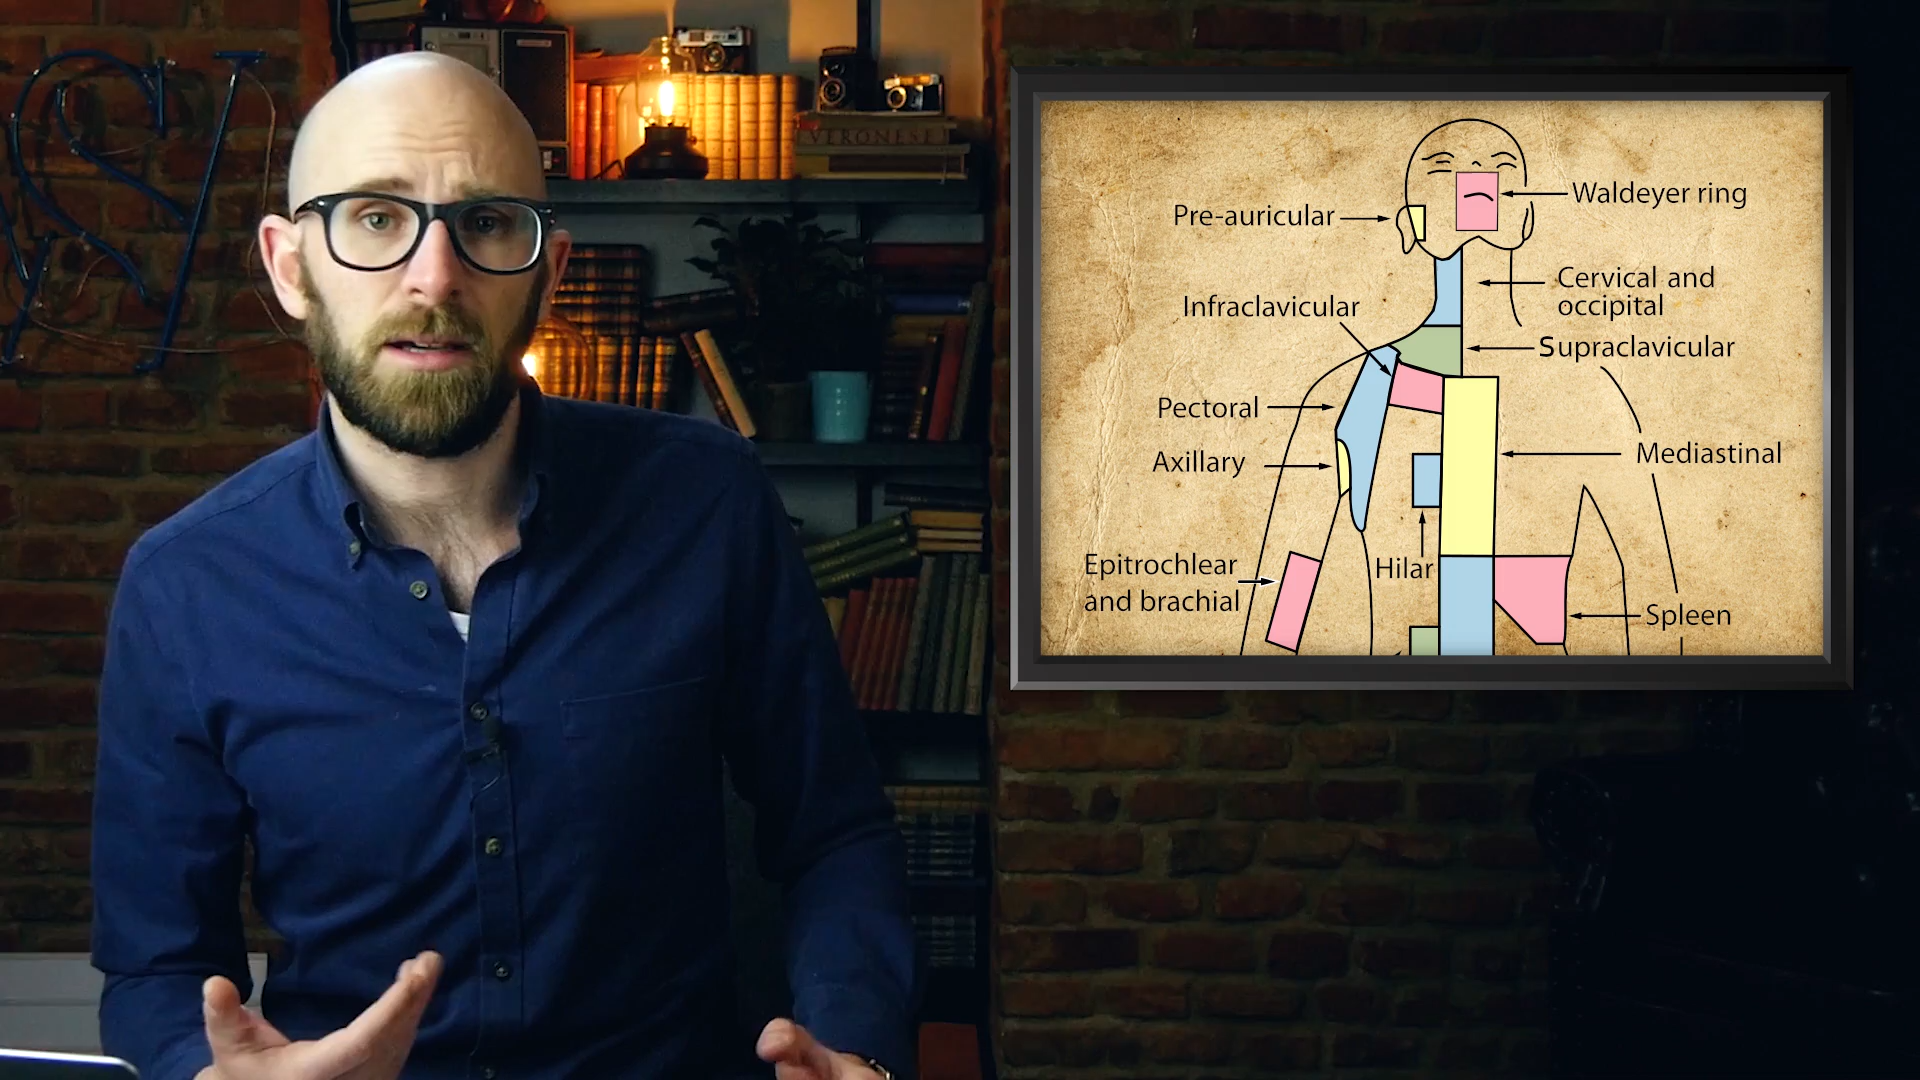 VERONESE
Waldeyer ring
Pre-auricular
Cervical and
occipital
Infraclavicular
Supraclavicular
Pectoral
Mediastinal
Axillary
Epitrochlear
and brachial
Hilar
Spleen